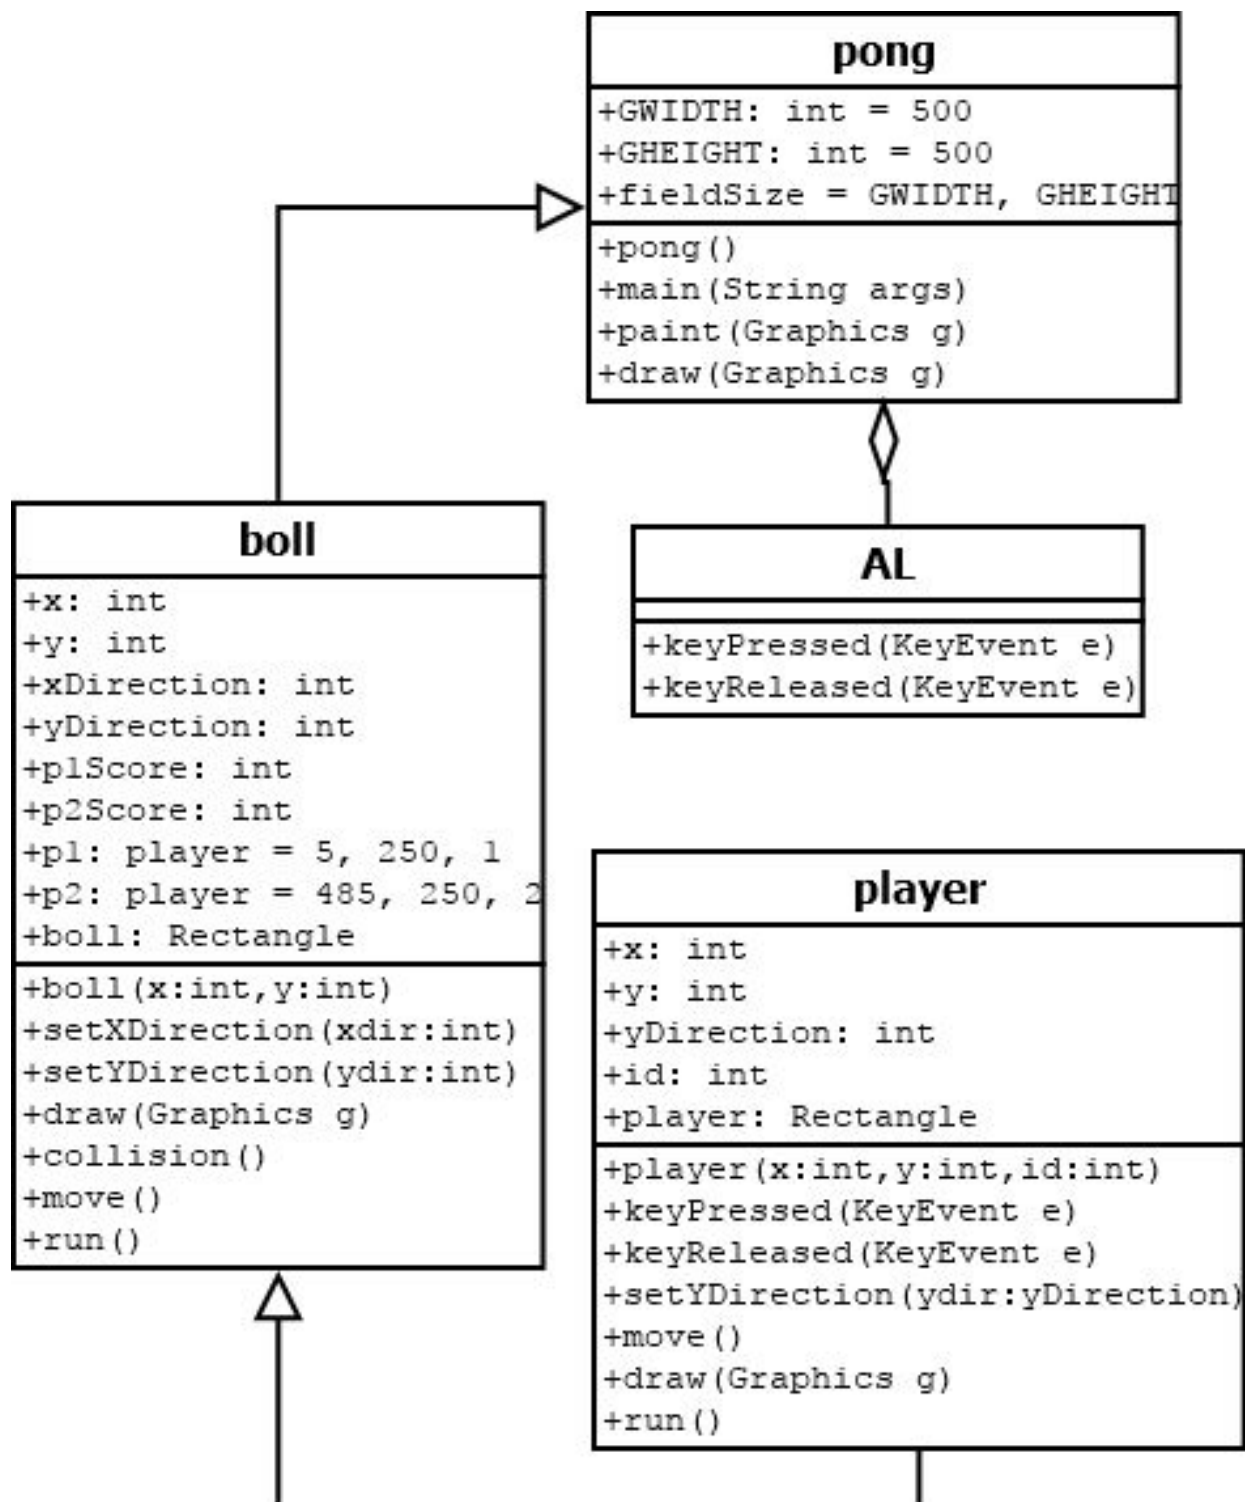 pong
+GWIDTH: int = 500
+GHEIGHT: int = 500
+fieldSize = GWIDTH, GHEIGHT
+pong()
+main(String args)
+paint(Graphics g)
+draw(Graphics g)
boll
+x: int
+y: int
+xDirection: int
+yDirection: int
+p1Score: int
+p2Score: int
+p1: player = 5, 250, 1
+p2: player = 485, 250, 2
+boll: Rectangle
+boll(x:int,y:int)
+setXDirection(xdir:int)
+setYDirection(ydir:int)
+draw(Graphics g)
+collision()
+move()
+run()
AL
+keyPressed(KeyEvent e)
+keyReleased(KeyEvent e)
player
+x: int
+y: int
+yDirection: int
+id: int
+player: Rectangle
+player(x:int,y:int,id:int)
+keyPressed(KeyEvent e)
+keyReleased(KeyEvent e)
+setYDirection(ydir:yDirection)
+move()
+draw(Graphics g)
+run()